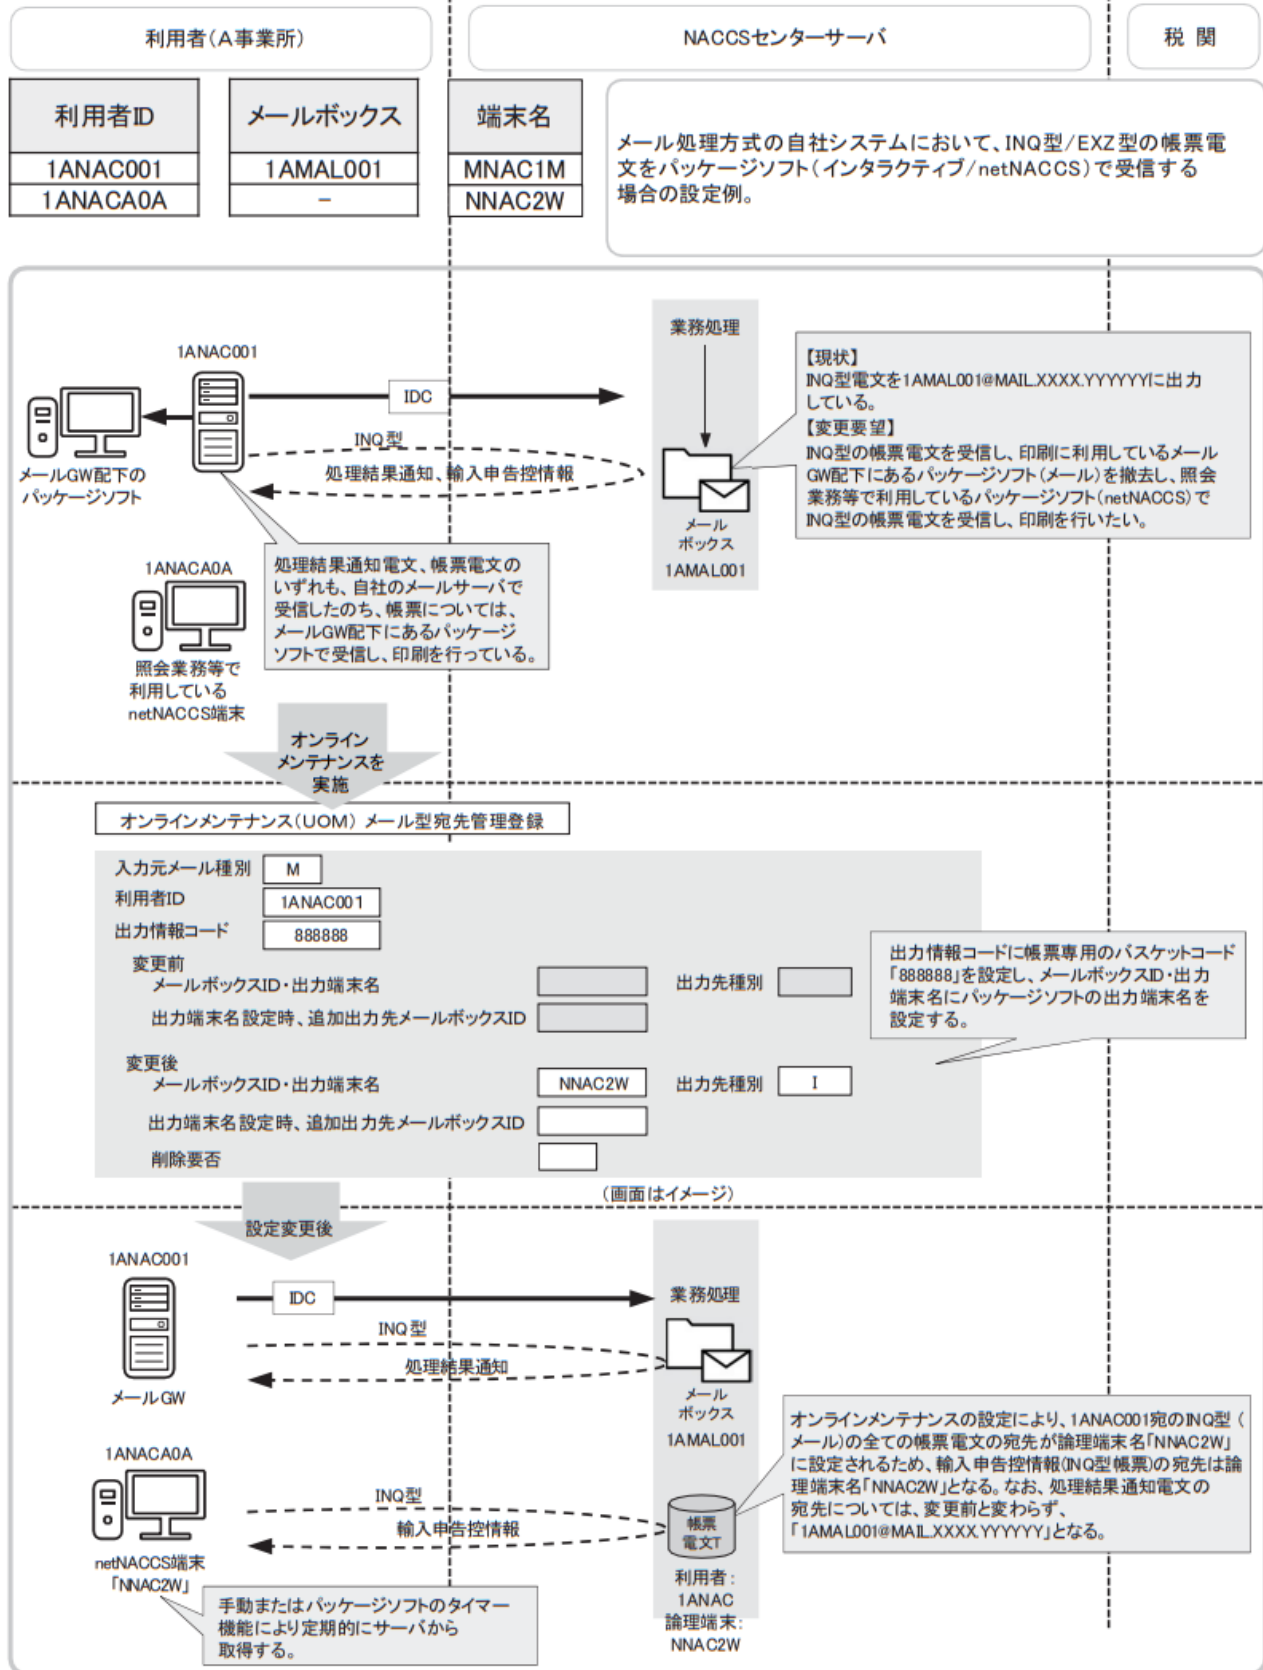 利用者(A事業所)
NACCSセンターサーバ
税 関
利用者ID
メールボックス
端末名
1ANAC001
1AMAL001
MNAC1M
1ANACA0A
－
NNAC2W
メール処理方式の自社システムにおいて、INQ型/EXZ型の帳票電
文をパッケージソフト(インタラクティブ/netNACCS)で受信する
場合の設定例。
業務処理
1ANAC001
IDC
【現状】
INQ型電文を1AMAL001@MAIL.XXXX.YYYYYYに出力
している。
【変更要望】
INQ型の帳票電文を受信し、印刷に利用しているメール
GW配下にあるパッケージソフト(メール)を撤去し、照会
業務等で利用しているパッケージソフト(netNACCS)で
INQ型の帳票電文を受信し、印刷を行いたい。
INQ型
処理結果通知、輸入申告控情報
メールGW配下の
パッケージソフト
メール
ボックス
1AMAL001
処理結果通知電文、帳票電文の
いずれも、自社のメールサーバで
受信したのち、帳票については、
メールGW配下にあるパッケージ
ソフトで受信し、印刷を行っている。
1ANACA0A
照会業務等で
利用している
netNACCS端末
オンライン
メンテナンスを
実施
オンラインメンテナンス(UOM) メール型宛先管理登録
入力元メール種別
M
利用者ID
1ANAC001
出力情報コード
888888
変更前
メールボックスID・出力端末名
出力先種別
出力端末名設定時、追加出力先メールボックスID
出力情報コードに帳票専用のバスケットコード
「888888」を設定し、メールボックスID・出力
端末名にパッケージソフトの出力端末名を
設定する。
変更後
メールボックスID・出力端末名
NNAC2W
出力先種別
I
出力端末名設定時、追加出力先メールボックスID
削除要否
(画面はイメージ)
設定変更後
1ANAC001
IDC
業務処理
INQ型
処理結果通知
メールGW
メール
ボックス
1AMAL001
オンラインメンテナンスの設定により、1ANAC001宛のINQ型(
メール)の全ての帳票電文の宛先が論理端末名「NNAC2W」
に設定されるため、輸入申告控情報(INQ型帳票)の宛先は論
理端末名「NNAC2W」となる。なお、処理結果通知電文の
宛先については、変更前と変わらず、
「1AMAL001@MAIL.XXXX.YYYYYY」となる。
1ANACA0A
INQ型
輸入申告控情報
帳票
電文T
netNACCS端末
「NNAC2W」
利用者:
1ANAC
論理端末:
NNAC2W
手動またはパッケージソフトのタイマー
機能により定期的にサーバから
取得する。